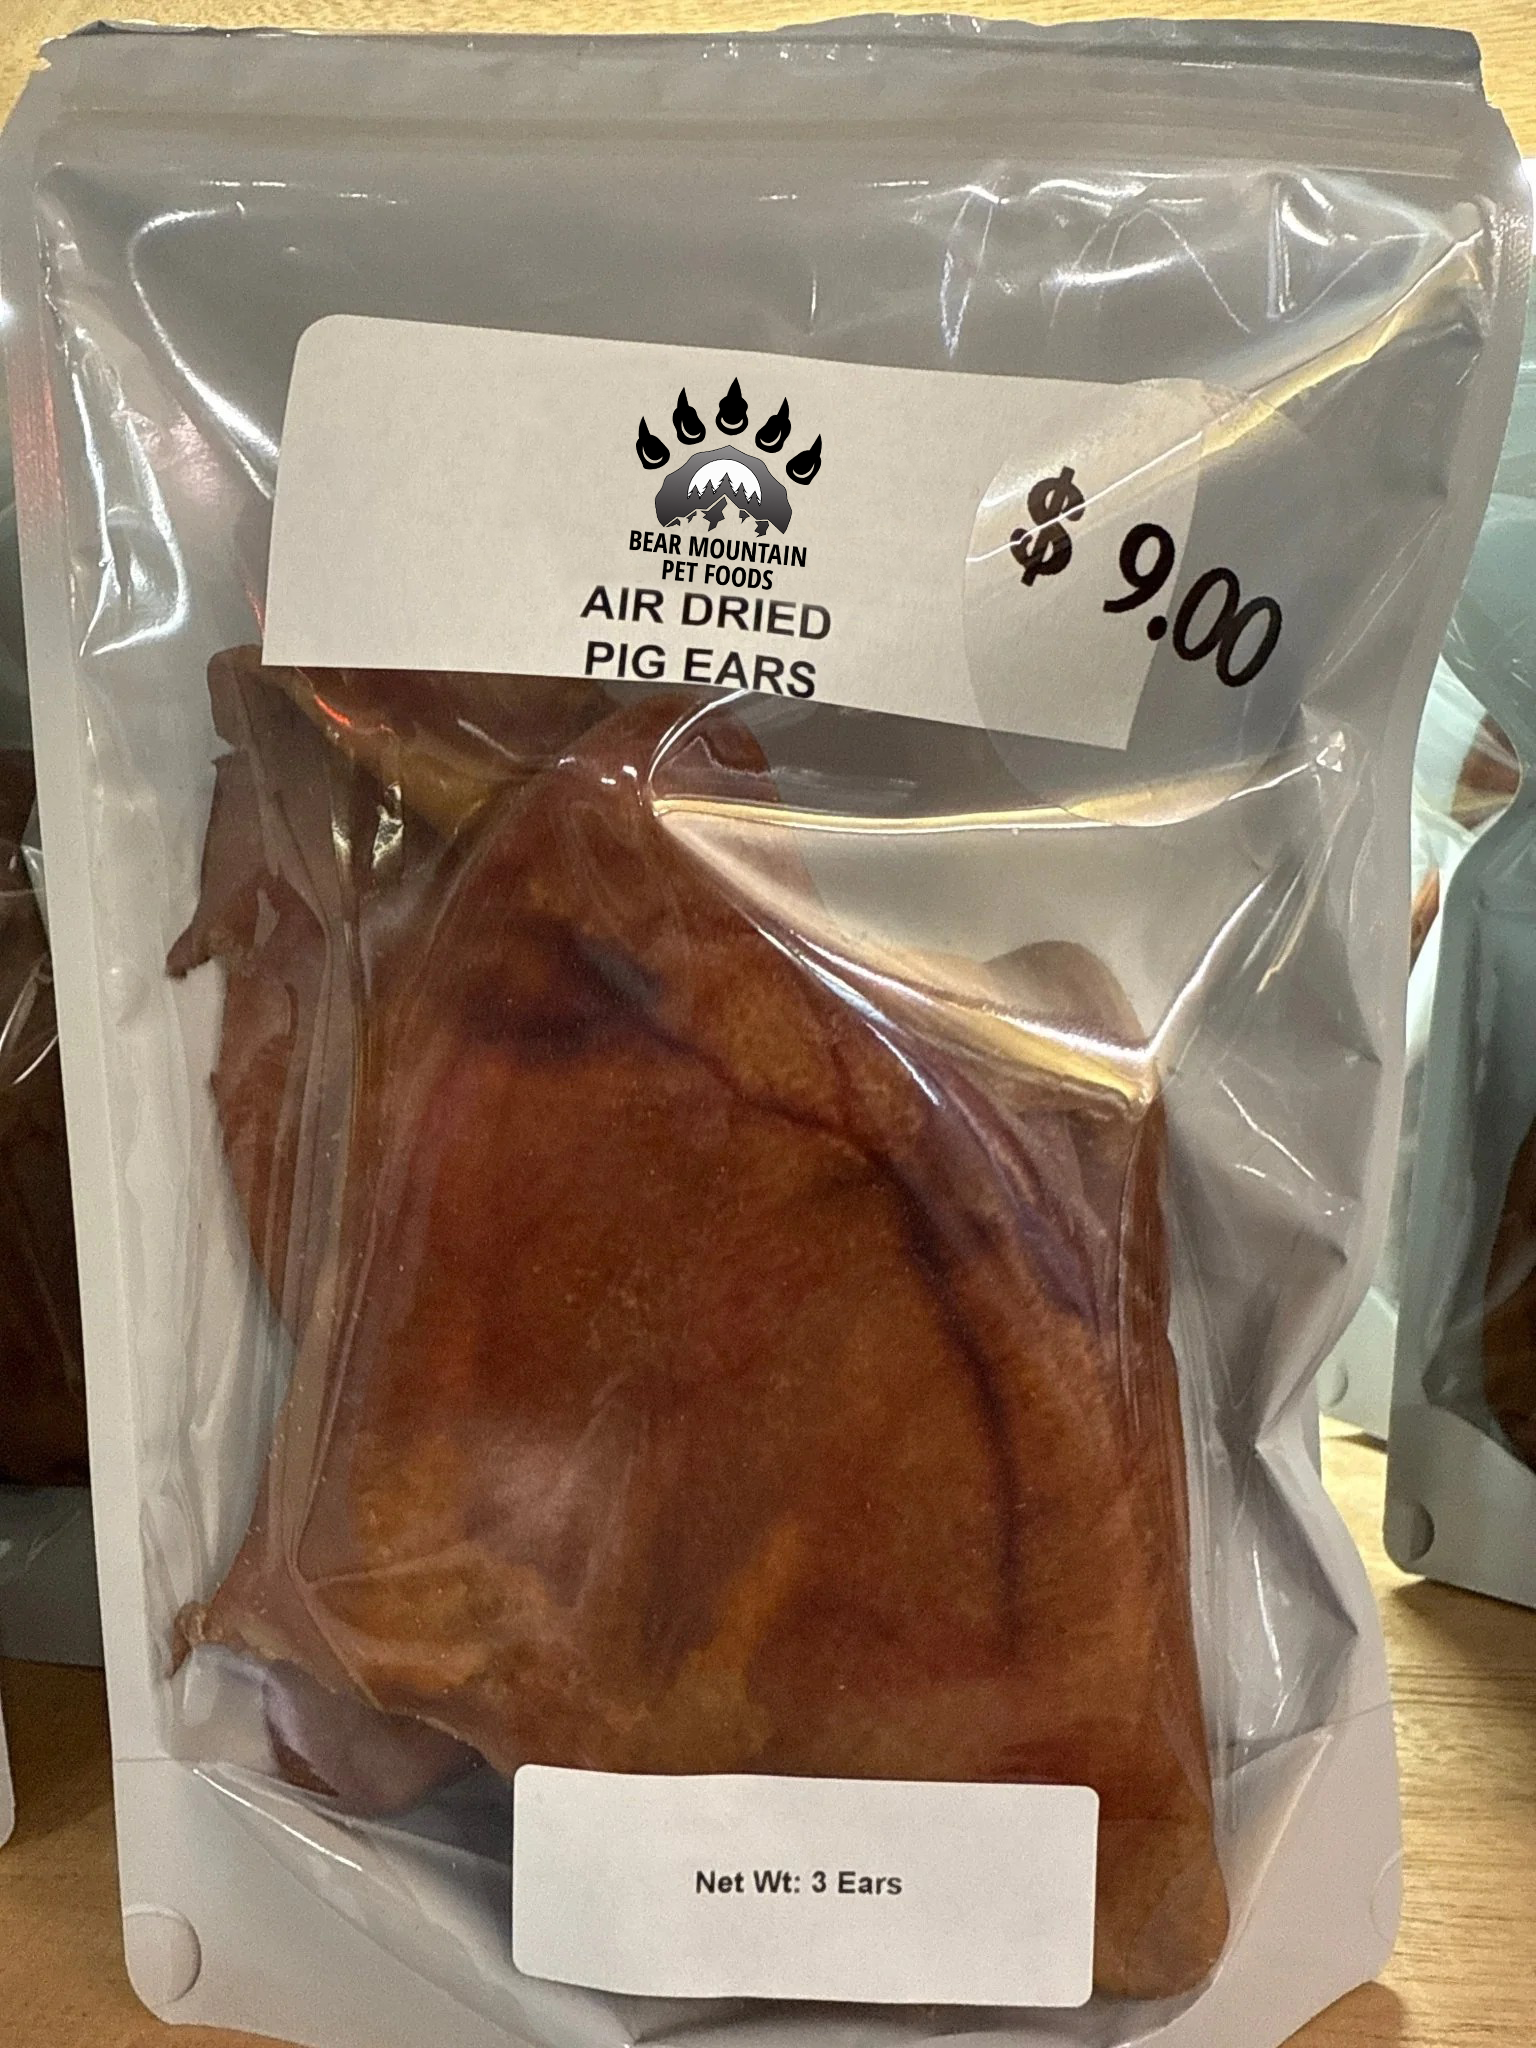 BEAR MOUNTAIN
PET FOODS
AIR DRIED
PIG EARS
$ 9.00
Net Wt: 3 Ears